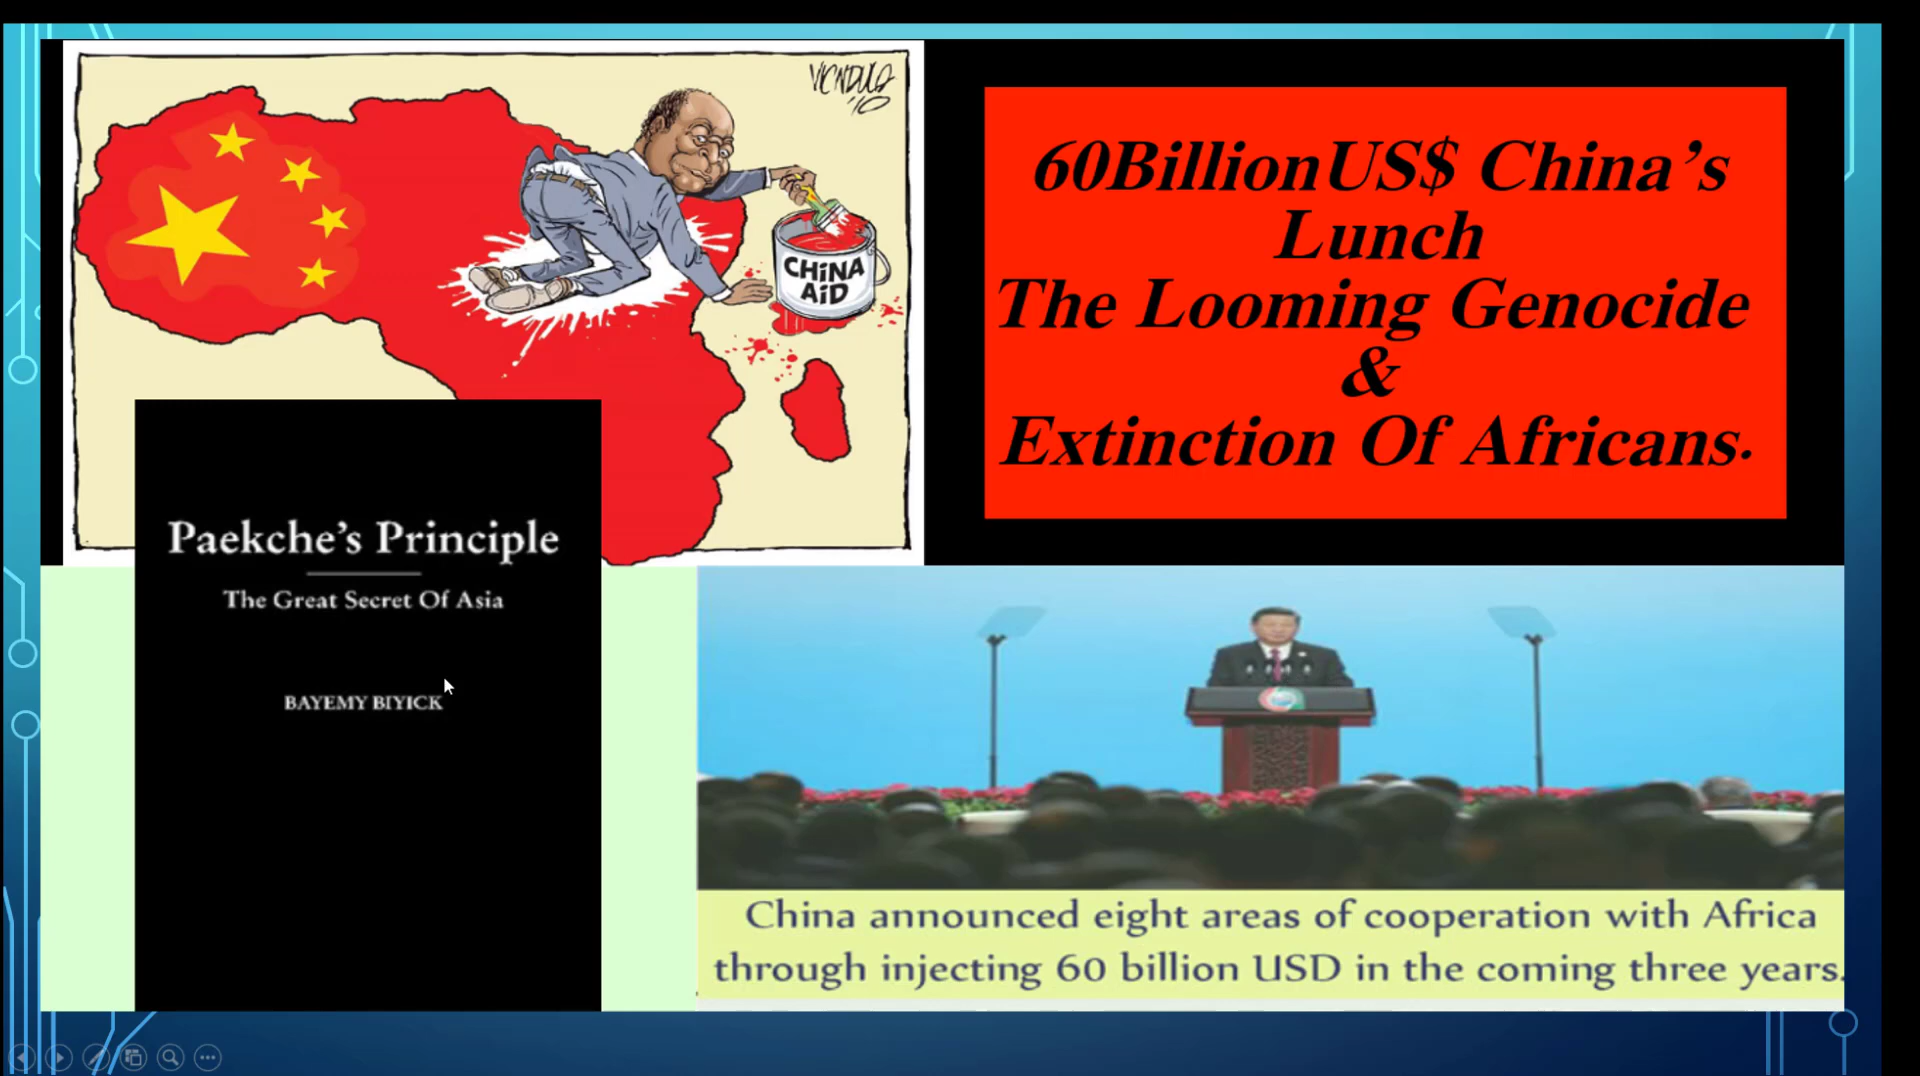 VICNDULO
'10
CHiNA
AiD
60BillionUS$ China's
Lunch
The Looming Genocide
&
Extinction Of Africans.
Paekche's Principle
The Great Secret Of Asia
BAYEMY BIYICK
China announced eight areas of cooperation with Africa
through injecting 60 billion USD in the coming three years.